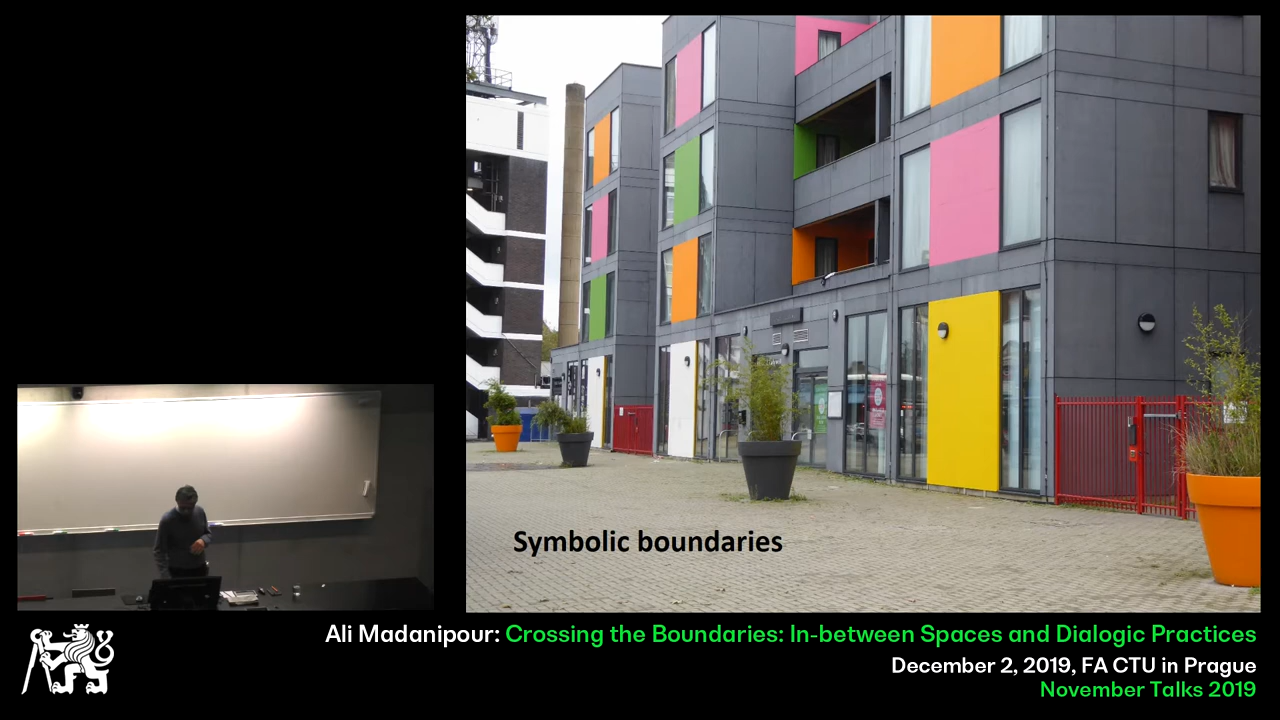 Symbolic boundaries
Ali Madanipour: Crossing the Boundaries: In-between Spaces and Dialogic Practices
December 2, 2019, FA CTU in Prague
November Talks 2019